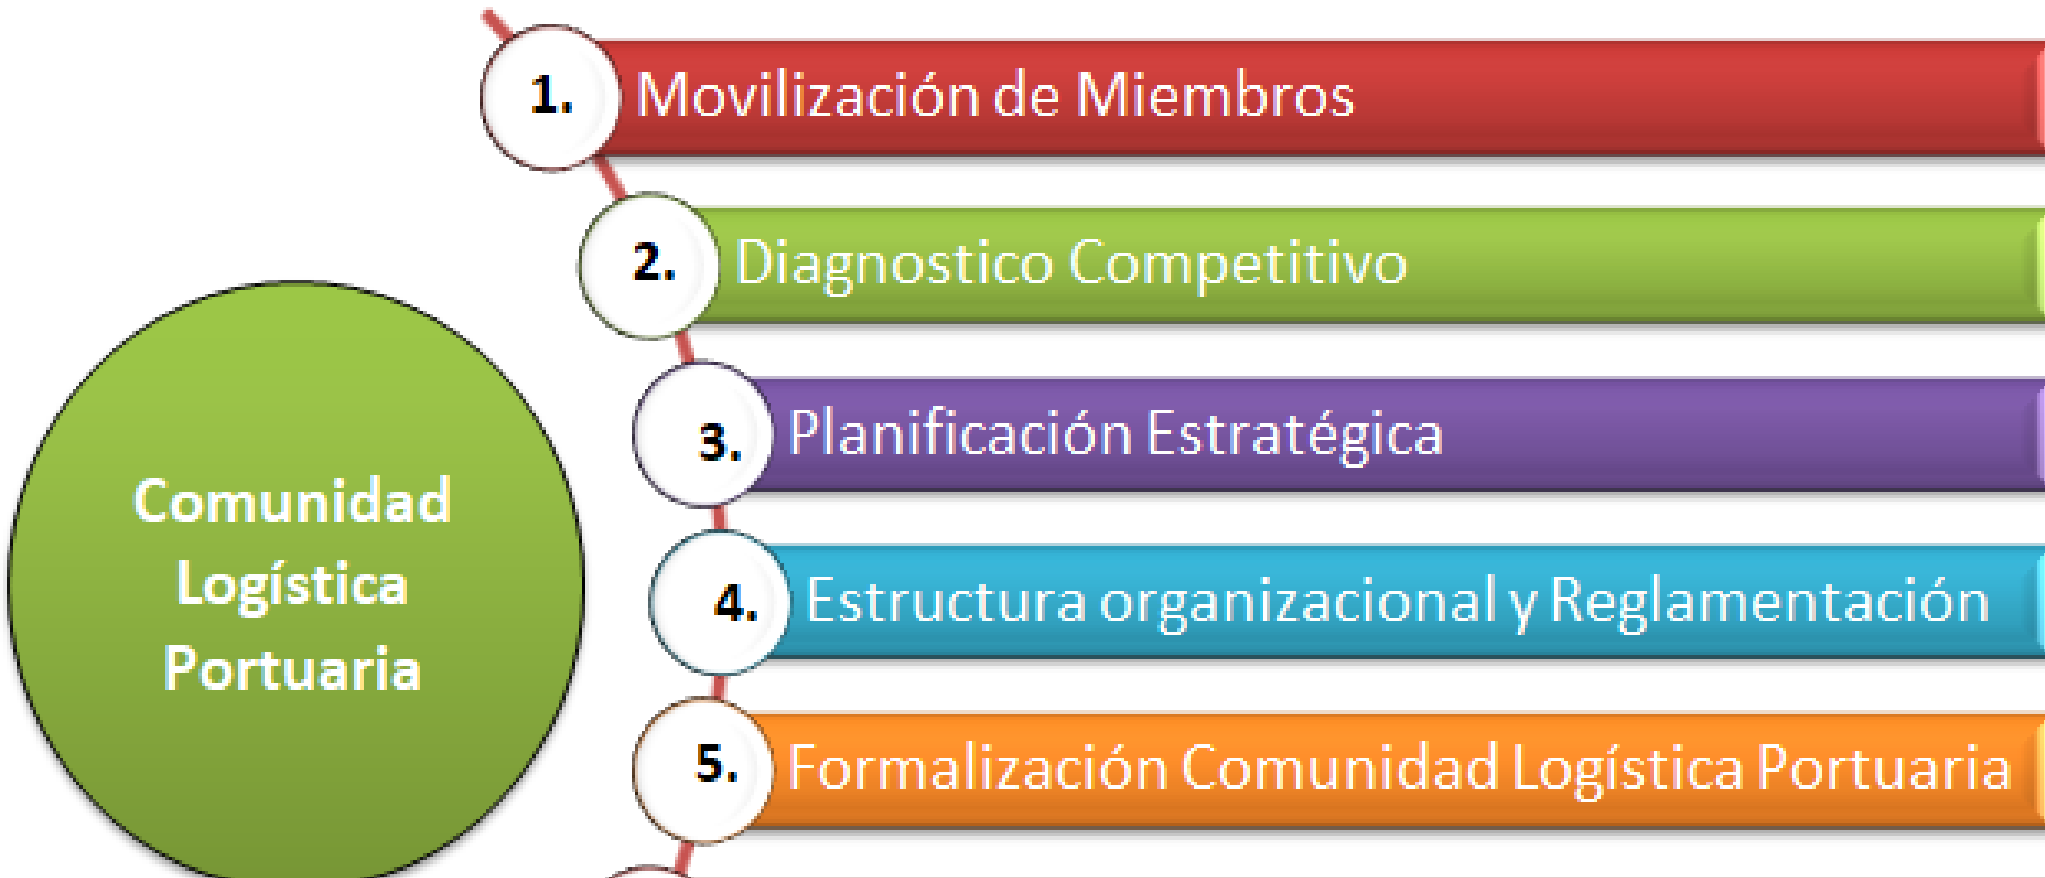 1. Movilización de Miembros
2. Diagnostico Competitivo
3. Planificación Estratégica
4. Estructura organizacional y Reglamentación
5. Formalización Comunidad Logística Portuaria
Comunidad
Logística
Portuaria